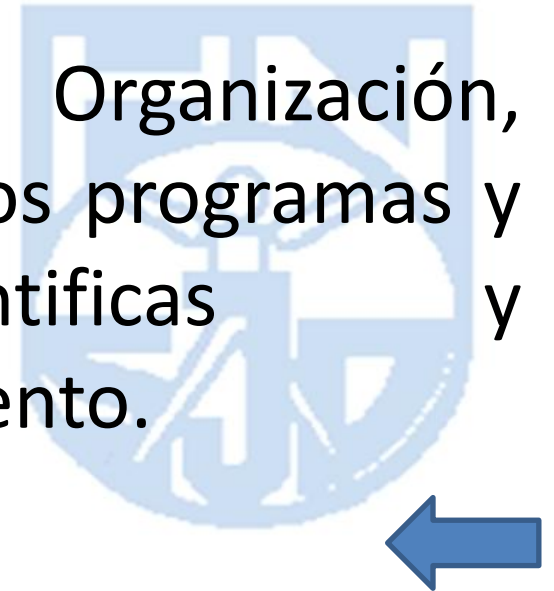 Organización,
os programas y
ntificas y
ento.